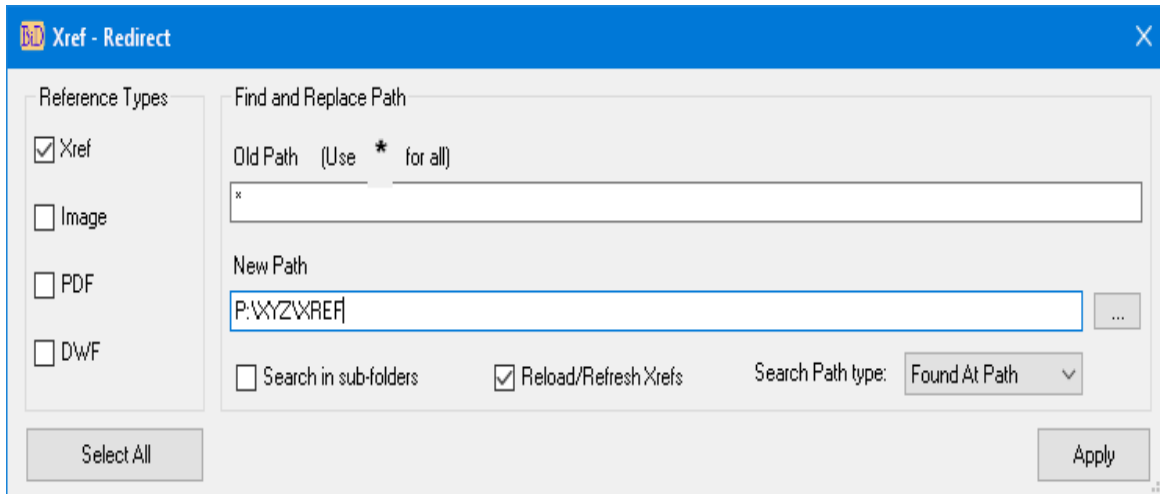 BiD Xref - Redirect X
Reference Types
Xref
Image
PDF
DWF
Select All
Find and Replace Path
Old Path (Use * for all)
*
New Path
P:\XYZ\XREF
...
Search in sub-folders
Reload/Refresh Xrefs
Search Path type: Found At Path
Apply